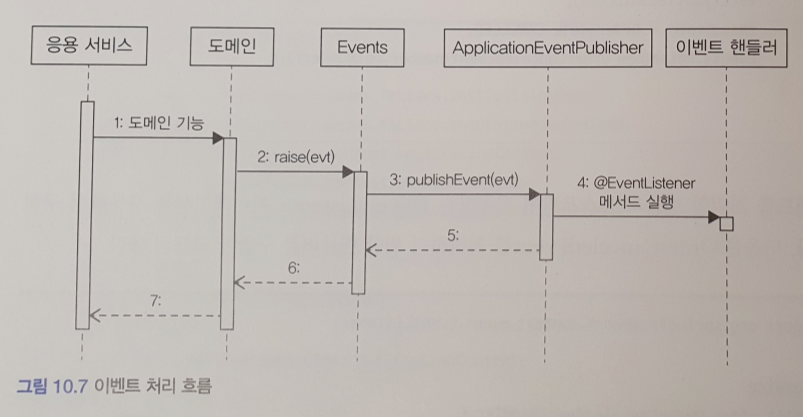 응용 서비스
도메인
Events
ApplicationEventPublisher
이벤트 핸들러
1: 도메인 기능
2: raise(evt)
3: publishEvent(evt)
4: @EventListener
메서드 실행
5:
6:
7:
그림 10.7 이벤트 처리 흐름